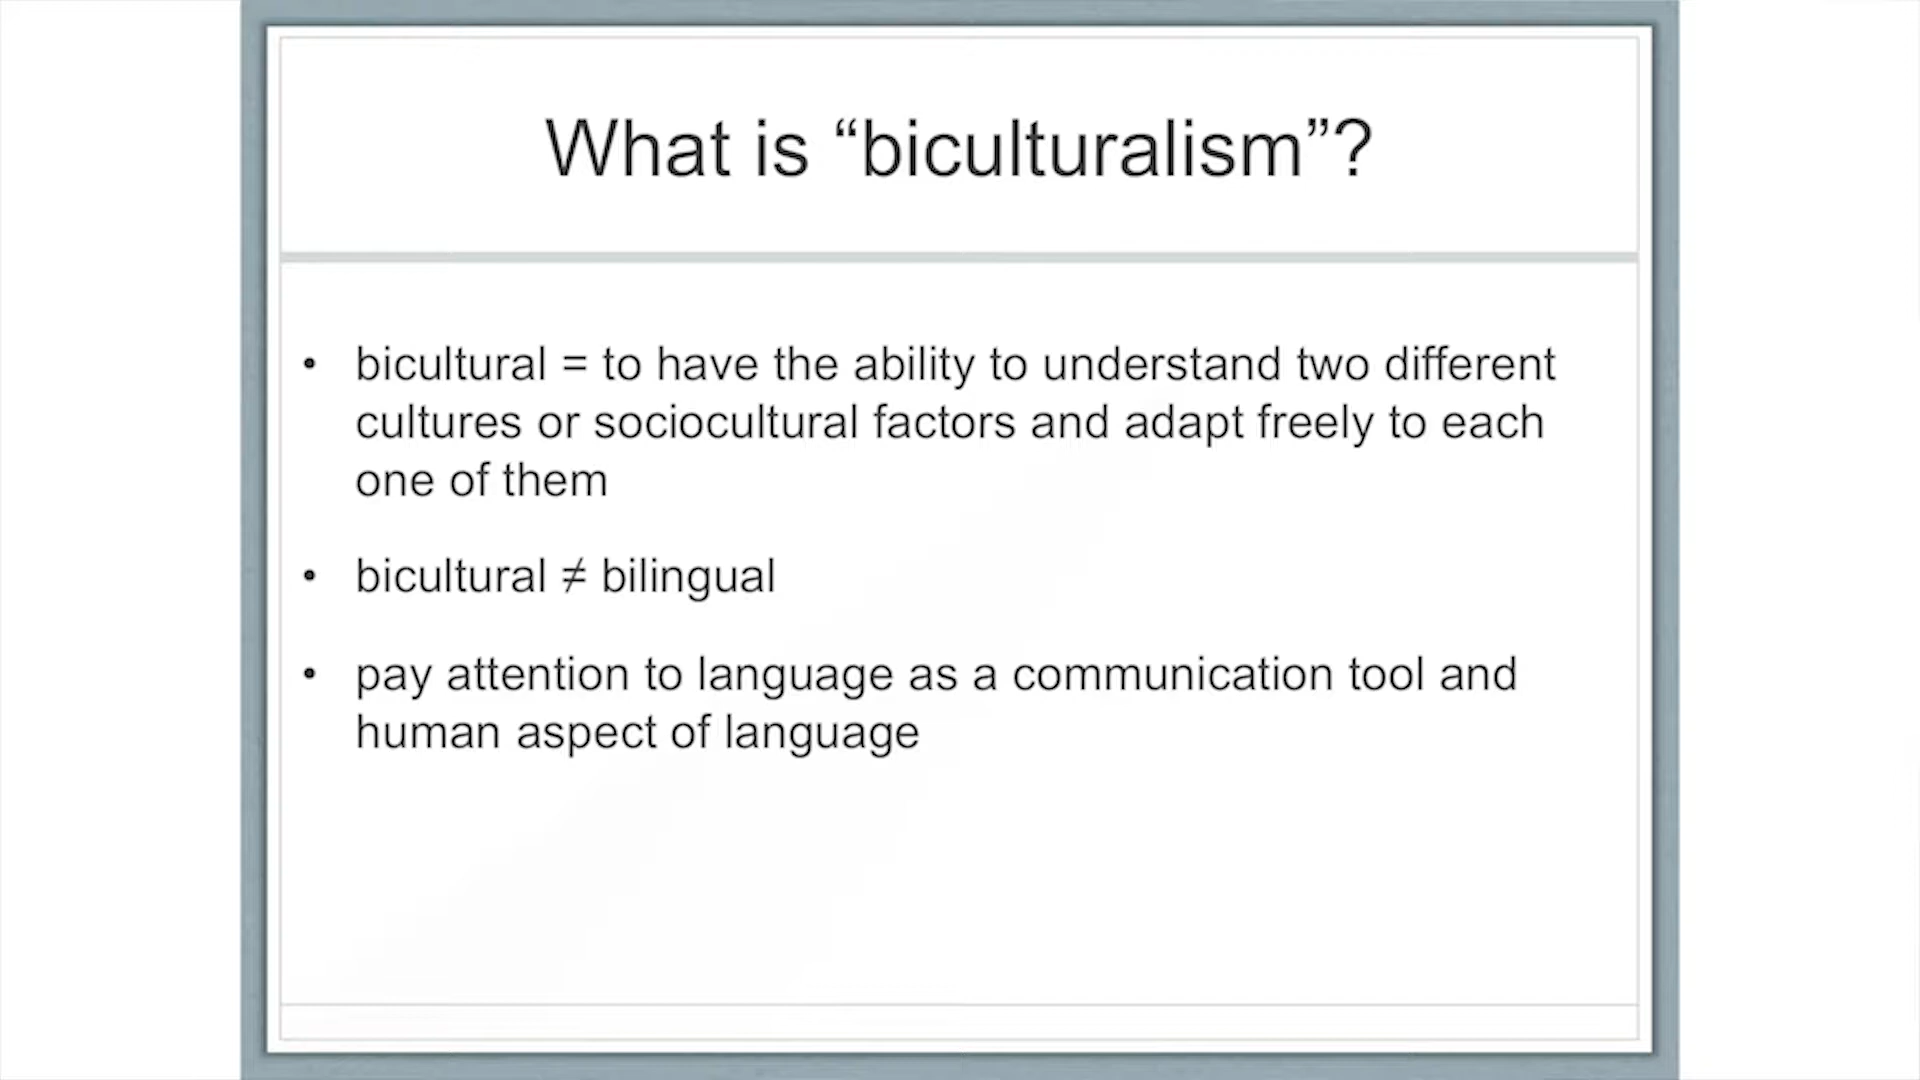 What is “biculturalism”?
• bicultural = to have the ability to understand two different
cultures or sociocultural factors and adapt freely to each
one of them
• bicultural ≠ bilingual
• pay attention to language as a communication tool and
human aspect of language